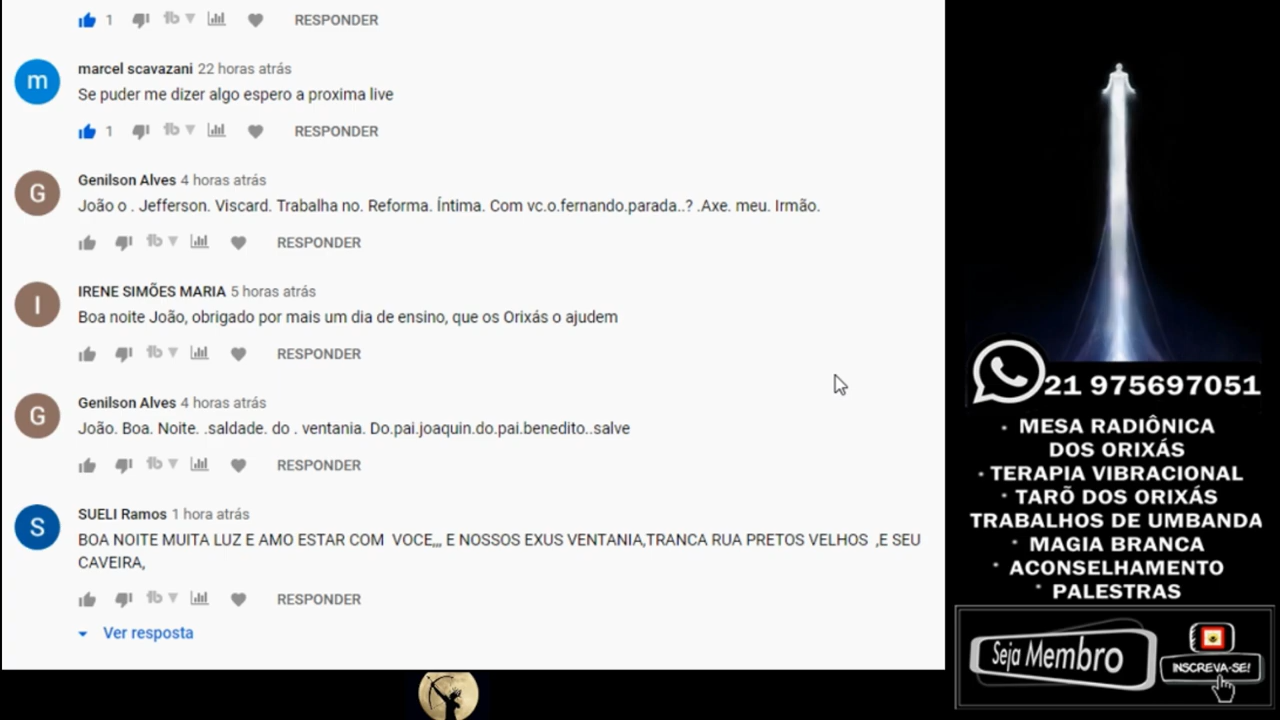 1 RESPONDER
m
marcel scavazani 22 horas atrás
Se puder me dizer algo espero a proxima live
1 RESPONDER
G
Genilson Alves 4 horas atrás
João o . Jefferson. Viscard. Trabalha no. Reforma. Íntima. Com vc.o.fernando.parada..? .Axe. meu. Irmão.
RESPONDER
I
IRENE SIMÕES MARIA 5 horas atrás
Boa noite João, obrigado por mais um dia de ensino, que os Orixás o ajudem
RESPONDER
G
Genilson Alves 4 horas atrás
João. Boa. Noite. .saldade. do . ventania. Do.pai.joaquin.do.pai.benedito..salve
RESPONDER
S
SUELI Ramos 1 hora atrás
BOA NOITE MUITA LUZ E AMO ESTAR COM VOCE,,, E NOSSOS EXUS VENTANIA,TRANCA RUA PRETOS VELHOS ,E SEU
CAVEIRA,
RESPONDER
Ver resposta
21 975697051
· MESA RADIÔNICA
DOS ORIXÁS
· TERAPIA VIBRACIONAL
* TARÕ DOS ORIXÁS
TRABALHOS DE UMBANDA
* MAGIA BRANCA
* ACONSELHAMENTO
* PALESTRAS
Seja Membro
INSCREVA-SE!